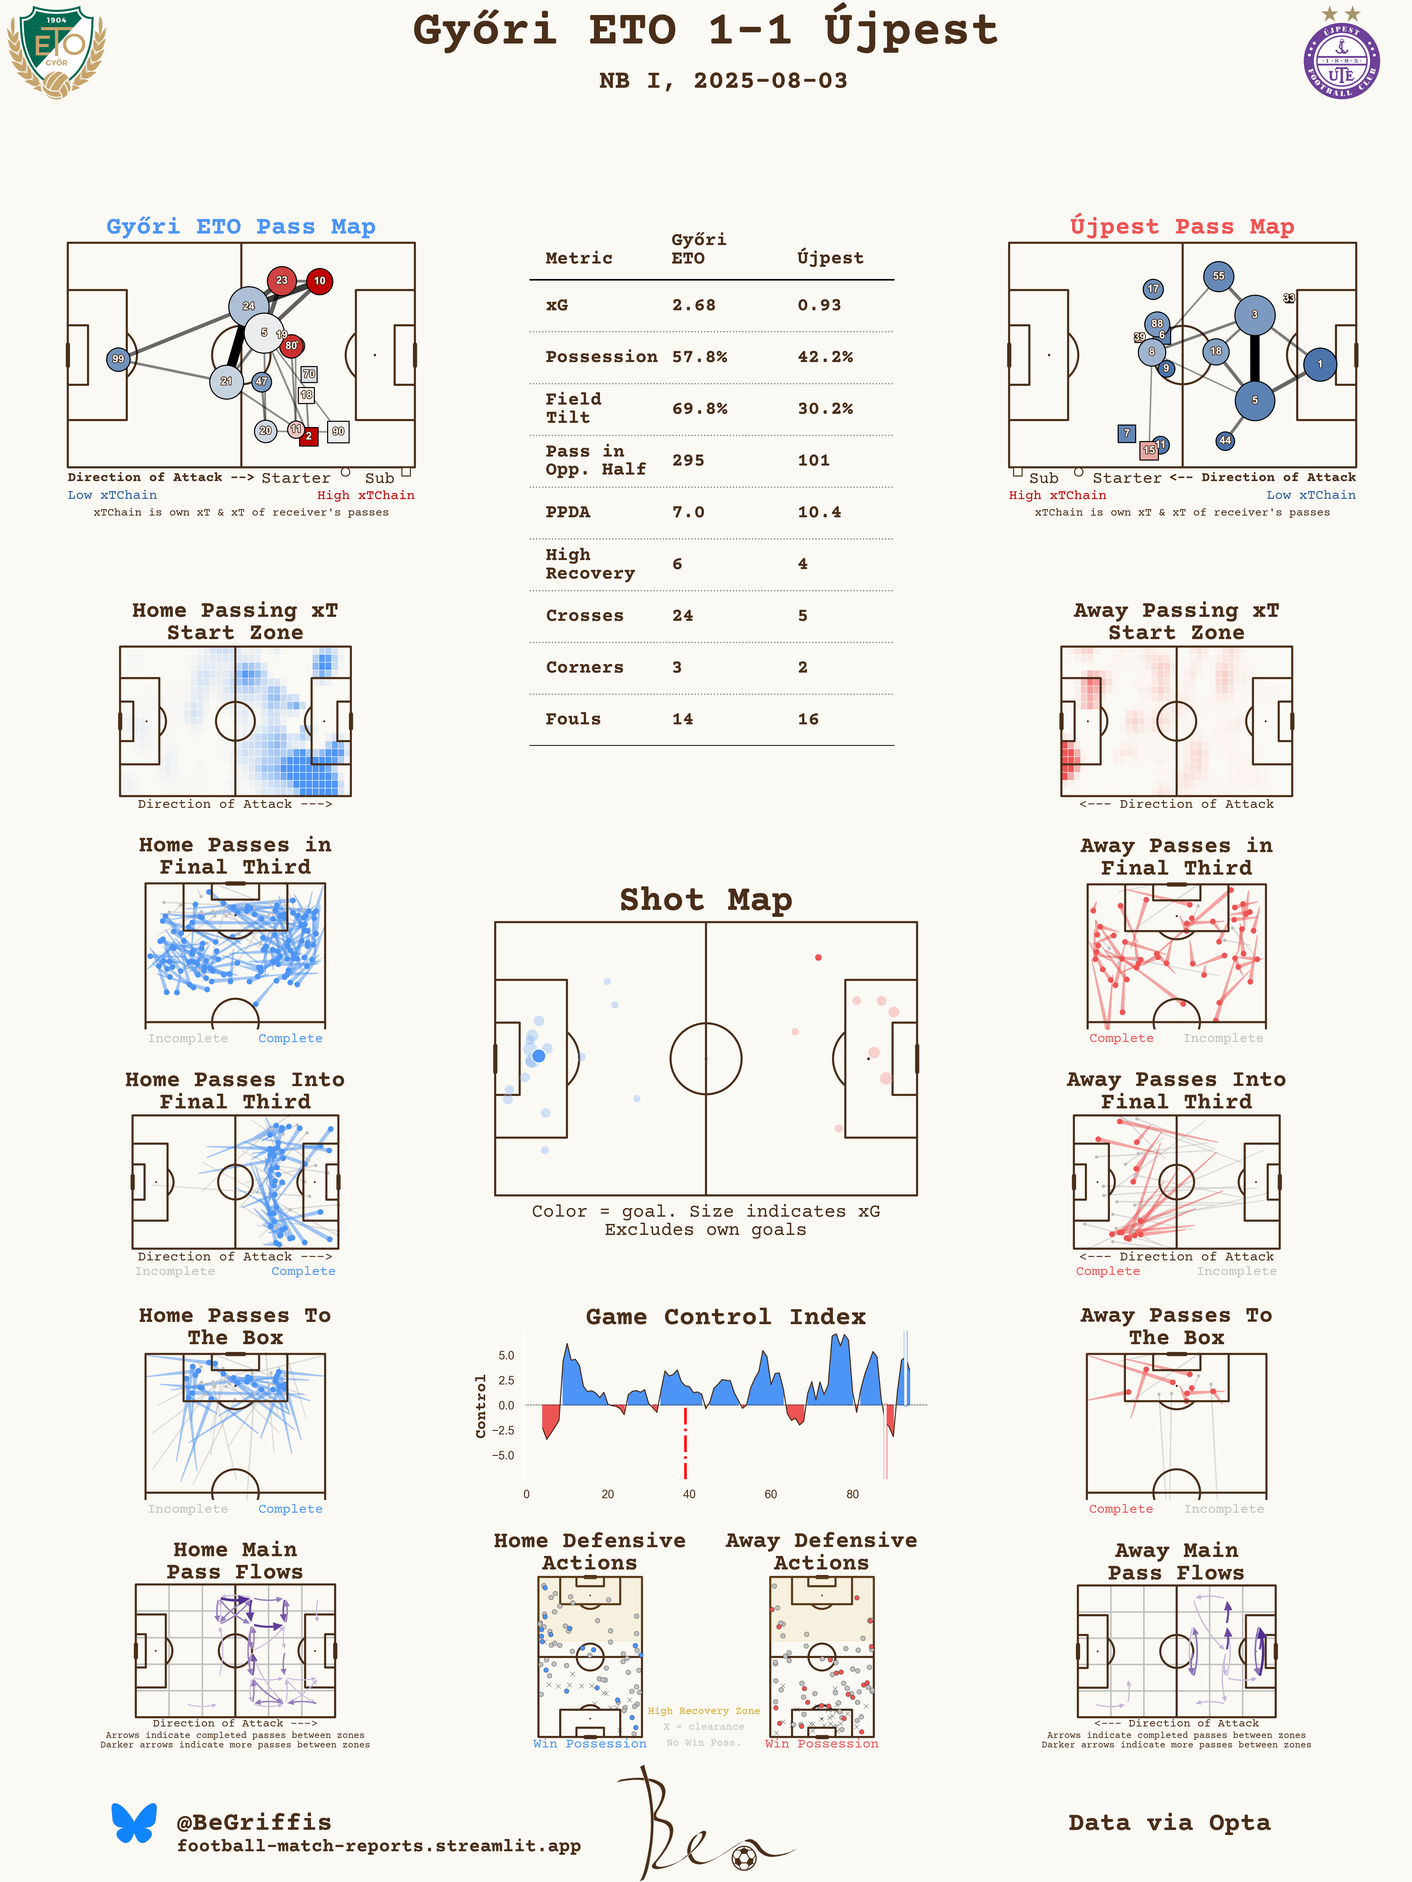 1904
ETO
GYŐR
Győri ETO 1-1 Újpest
NB I, 2025-08-03
ÚJPEST
·1·8·8·5·
UTE
FOOTBALL CLUB
Győri ETO Pass Map
23
10
24
5
19
80
99
21
47
70
18
20
11
2
90
Direction of Attack --> Starter Sub
Low xTChain High xTChain
xTChain is own xT & xT of receiver's passes
Metric Győri ETO Újpest
xG 2.68 0.93
Possession 57.8% 42.2%
Field Tilt 69.8% 30.2%
Pass in Opp. Half 295 101
PPDA 7.0 10.4
High Recovery 6 4
Crosses 24 5
Corners 3 2
Fouls 14 16
Újpest Pass Map
55
17
33
3
88
39
6
8
18
9
1
5
7
44
15
11
Sub Starter <-- Direction of Attack
High xTChain Low xTChain
xTChain is own xT & xT of receiver's passes
Home Passing xT
Start Zone
Direction of Attack --->
Away Passing xT
Start Zone
<--- Direction of Attack
Home Passes in
Final Third
Incomplete Complete
Away Passes in
Final Third
Complete Incomplete
Shot Map
Color = goal. Size indicates xG
Excludes own goals
Home Passes Into
Final Third
Direction of Attack --->
Incomplete Complete
Away Passes Into
Final Third
<--- Direction of Attack
Complete Incomplete
Home Passes To
The Box
Incomplete Complete
Game Control Index
Control
5.0
2.5
0.0
−2.5
−5.0
0 20 40 60 80
Away Passes To
The Box
Complete Incomplete
Home Main
Pass Flows
Direction of Attack --->
Arrows indicate completed passes between zones
Darker arrows indicate more passes between zones
Home Defensive
Actions
Win Possession
High Recovery Zone
X = clearance
No Win Poss.
Away Defensive
Actions
Win Possession
Away Main
Pass Flows
<--- Direction of Attack
Arrows indicate completed passes between zones
Darker arrows indicate more passes between zones
@BeGriffis
football-match-reports.streamlit.app
Ben
Data via Opta